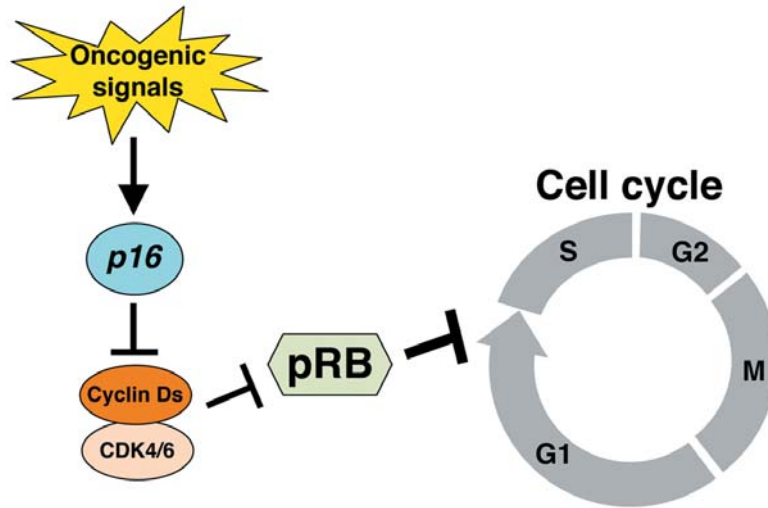 Oncogenic
signals
p16
Cyclin Ds
CDK4/6
pRB
Cell cycle
S
G2
M
G1